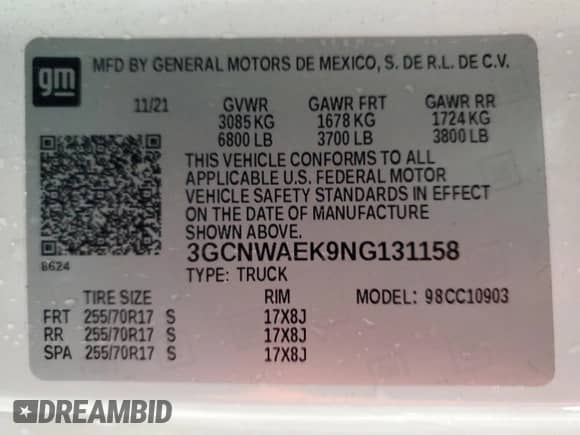 gm MFD BY GENERAL MOTORS DE MEXICO, S. DE R.L. DE C.V.
11/21 GVWR GAWR FRT GAWR RR
3085 KG 1678 KG 1724 KG
6800 LB 3700 LB 3800 LB
THIS VEHICLE CONFORMS TO ALL
APPLICABLE U.S. FEDERAL MOTOR
VEHICLE SAFETY STANDARDS IN EFFECT
ON THE DATE OF MANUFACTURE
SHOWN ABOVE.
8624
3GCNWAEK9NG131158
TYPE: TRUCK
TIRE SIZE RIM MODEL: 98CC10903
FRT 255/70R17 S 17X8J
RR 255/70R17 S 17X8J
SPA 255/70R17 S 17X8J
DREAMBID